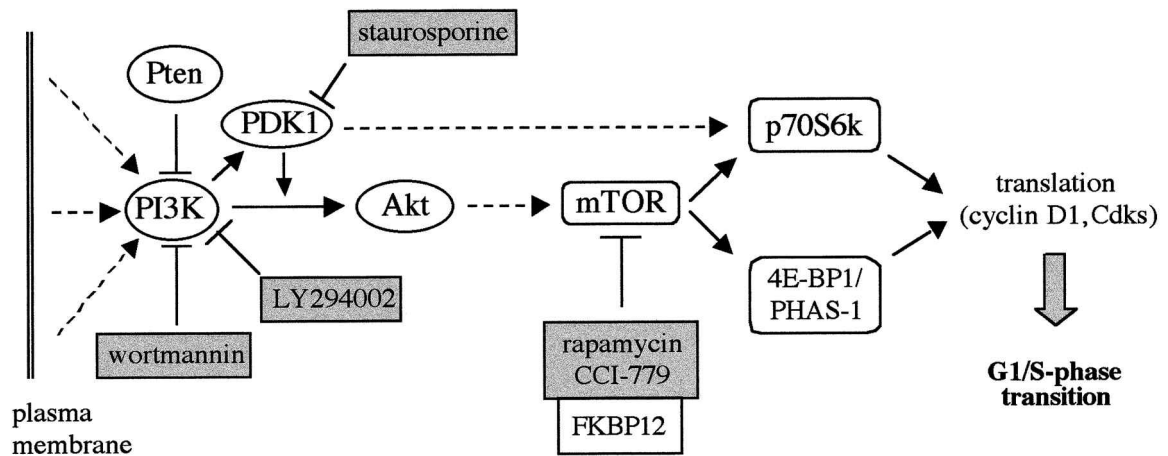 staurosporine
Pten
PDK1
p70S6k
PI3K
Akt
mTOR
translation
(cyclin D1, Cdks)
LY294002
4E-BP1/
PHAS-1
wortmannin
rapamycin
CCI-779
FKBP12
G1/S-phase
transition
plasma
membrane